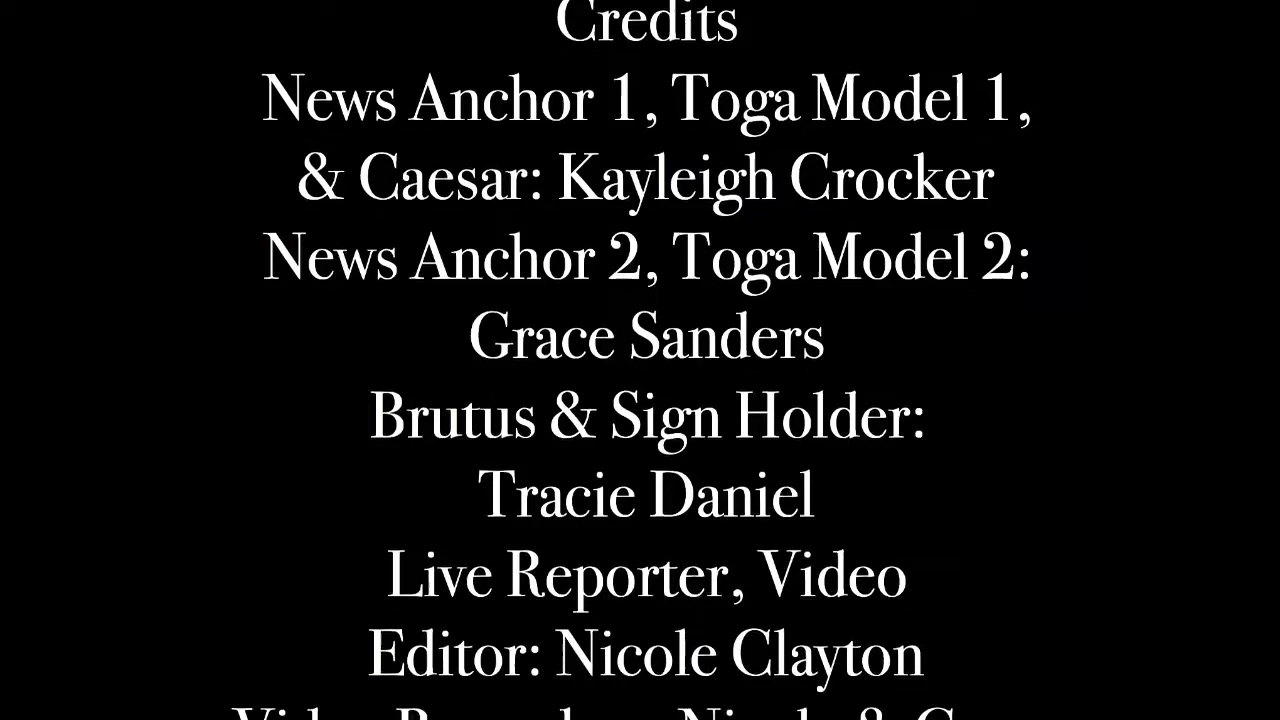 Credits
News Anchor 1, Toga Model 1,
& Caesar: Kayleigh Crocker
News Anchor 2, Toga Model 2:
Grace Sanders
Brutus & Sign Holder:
Tracie Daniel
Live Reporter, Video
Editor: Nicole Clayton